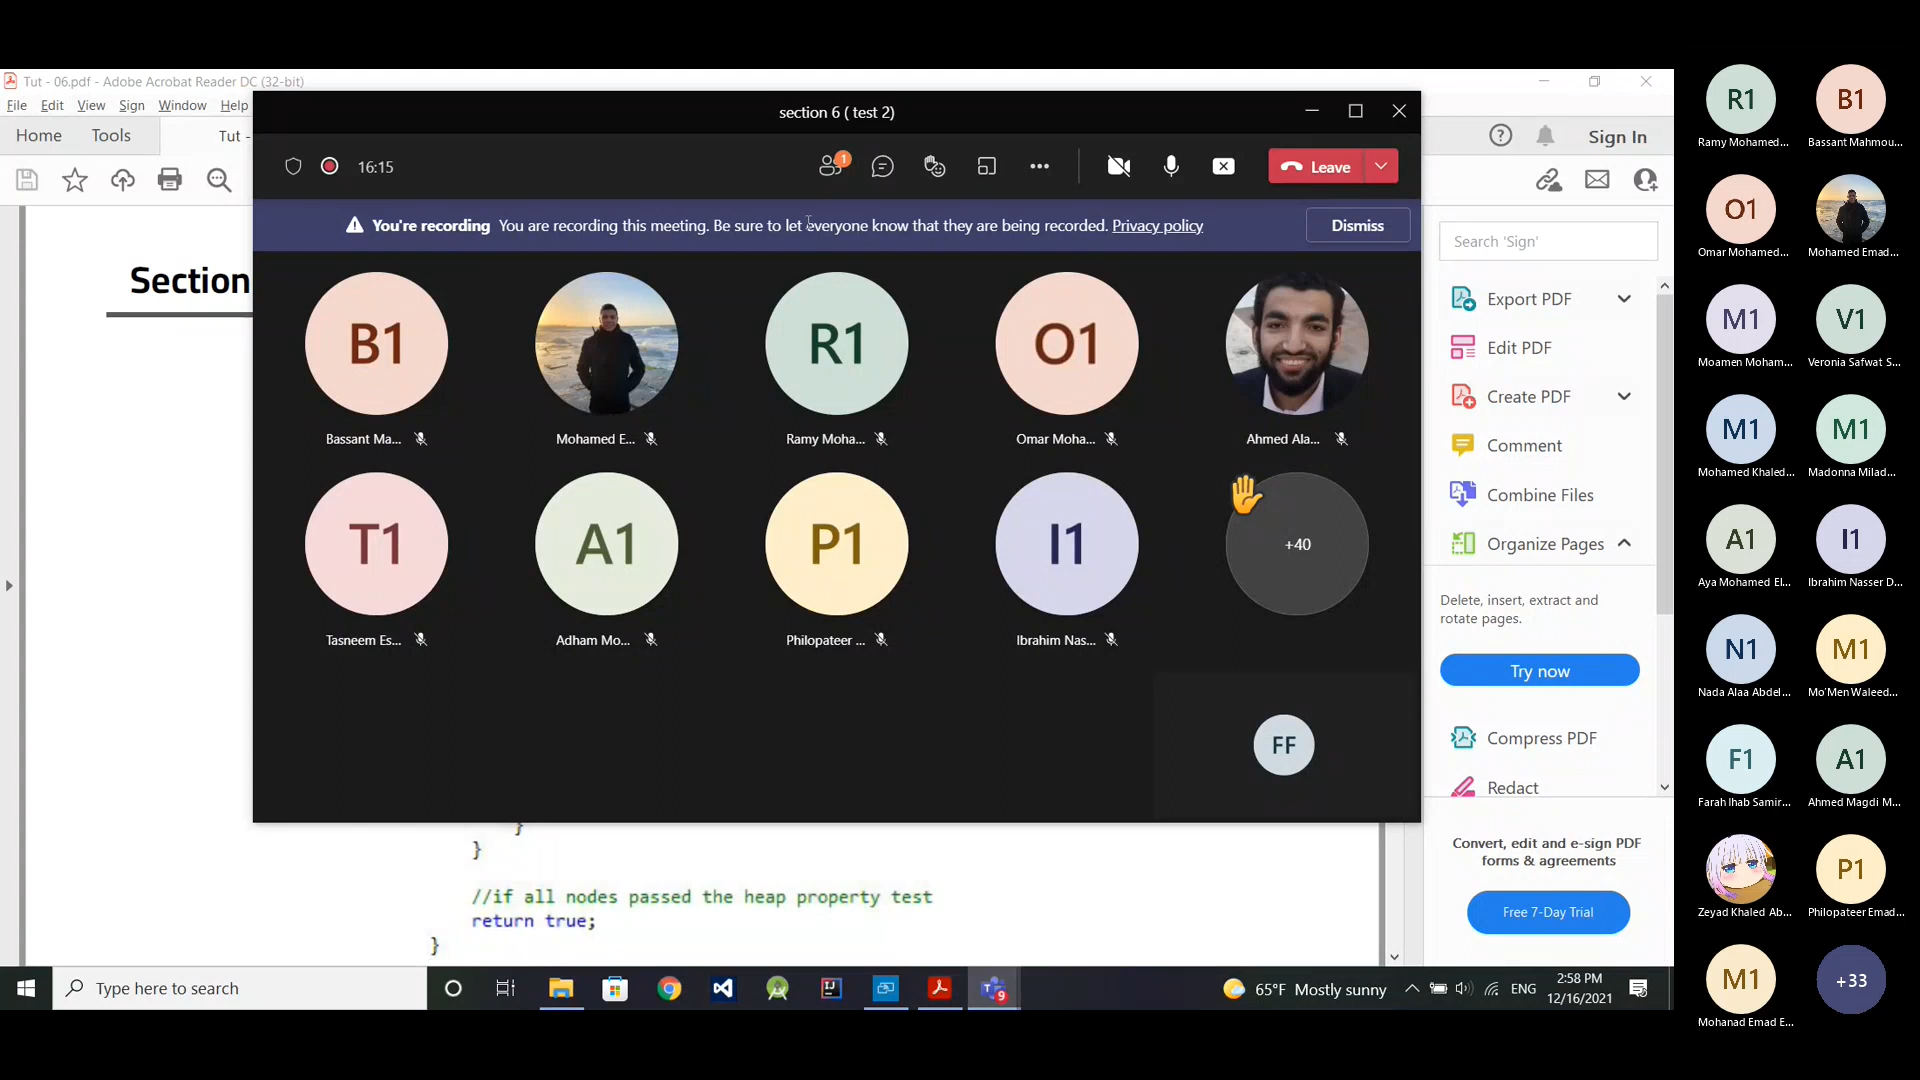 Tut - 06.pdf - Adobe Acrobat Reader DC (32-bit)
File Edit View Sign Window Help
Home Tools Tut -
Sign In
Section
section 6 ( test 2)
16:15
1
Leave
You're recording You are recording this meeting. Be sure to let everyone know that they are being recorded. Privacy policy
Dismiss
B1
R1
O1
Bassant Ma...
Mohamed E...
Ramy Moha...
Omar Moha...
Ahmed Ala...
T1
A1
P1
I1
+40
Tasneem Es...
Adham Mo...
Philopateer ...
Ibrahim Nas...
FF
}
}
//if all nodes passed the heap property test
return true;
}
Search 'Sign'
Export PDF
Edit PDF
Create PDF
Comment
Combine Files
Organize Pages
Delete, insert, extract and
rotate pages.
Try now
Compress PDF
Redact
Convert, edit and e-sign PDF
forms & agreements
Free 7-Day Trial
Type here to search
9
65°F Mostly sunny
ENG
2:58 PM
12/16/2021
R1
B1
Ramy Mohamed...
Bassant Mahmou...
O1
Omar Mohamed...
Mohamed Emad...
M1
V1
Moamen Moham...
Veronia Safwat S...
M1
M1
Mohamed Khaled...
Madonna Milad...
A1
I1
Aya Mohamed El...
Ibrahim Nasser D...
N1
M1
Nada Alaa Abdel...
Mo'Men Waleed...
F1
A1
Farah Ihab Samir...
Ahmed Magdi M...
P1
Zeyad Khaled Ab...
Philopateer Emad...
M1
+33
Mohanad Emad E...